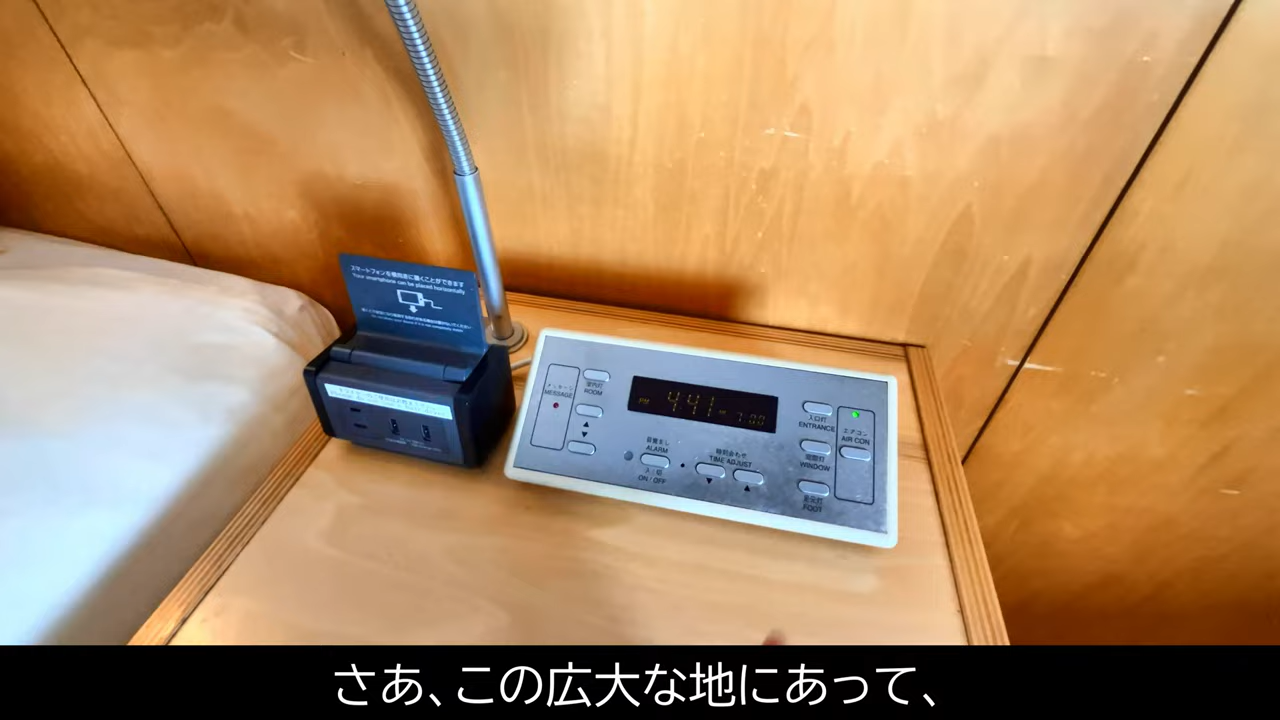 スマートフォンを横向きに置くことができます
Your smartphone can be placed horizontally
メッセージ
MESSAGE
室内灯
ROOM
PM 4:41 AM 7:00
目覚まし
ALARM
入/切
ON / OFF
時刻合わせ
TIME ADJUST
入口灯
ENTRANCE
窓際灯
WINDOW
足元灯
FOOT
エアコン
AIR CON
さあ、この広大な地にあって、